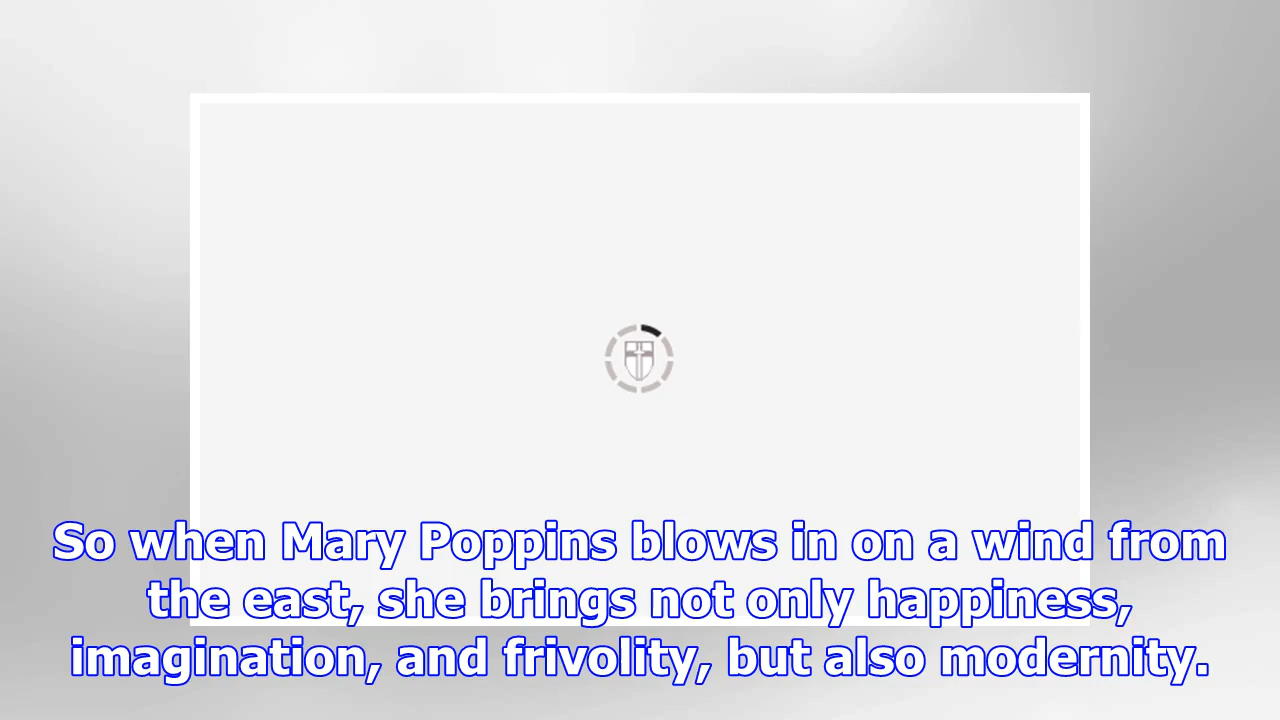 So when Mary Poppins blows in on a wind from
the east, she brings not only happiness,
imagination, and frivolity, but also modernity.